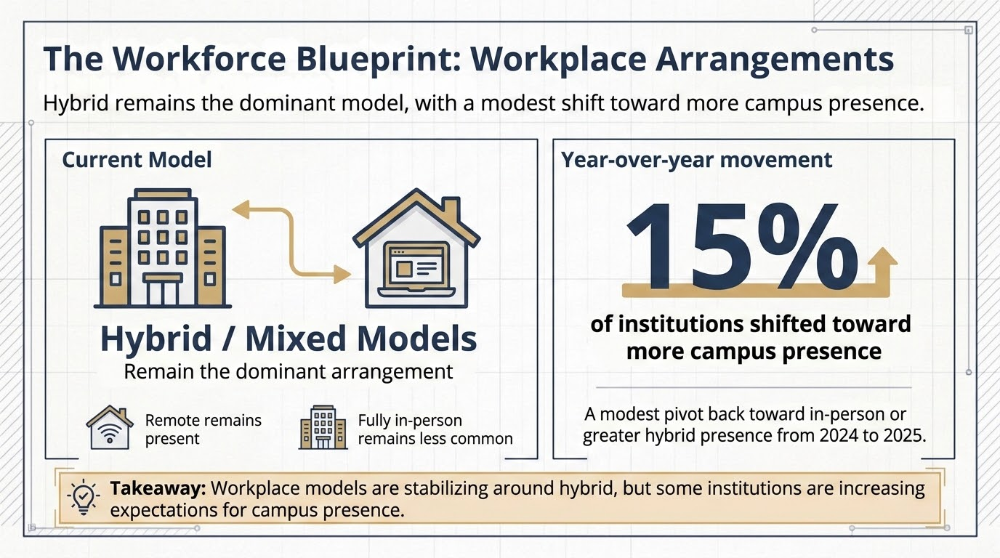 The Workforce Blueprint: Workplace Arrangements
Hybrid remains the dominant model, with a modest shift toward more campus presence.
Current Model
Hybrid / Mixed Models
Remain the dominant arrangement
Remote remains
present
Fully in-person
remains less common
Year-over-year movement
15%
of institutions shifted toward
more campus presence
A modest pivot back toward in-person or
greater hybrid presence from 2024 to 2025.
Takeaway: Workplace models are stabilizing around hybrid, but some institutions are increasing
expectations for campus presence.